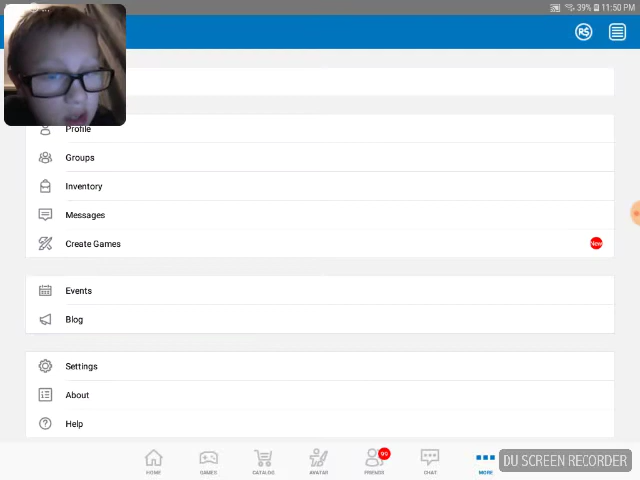 39% 11:50 PM
R$
Profile
Groups
Inventory
Messages
Create Games
New
Events
Blog
Settings
About
Help
99
HOME GAMES CATALOG AVATAR FRIENDS CHAT MORE
DU SCREEN RECORDER